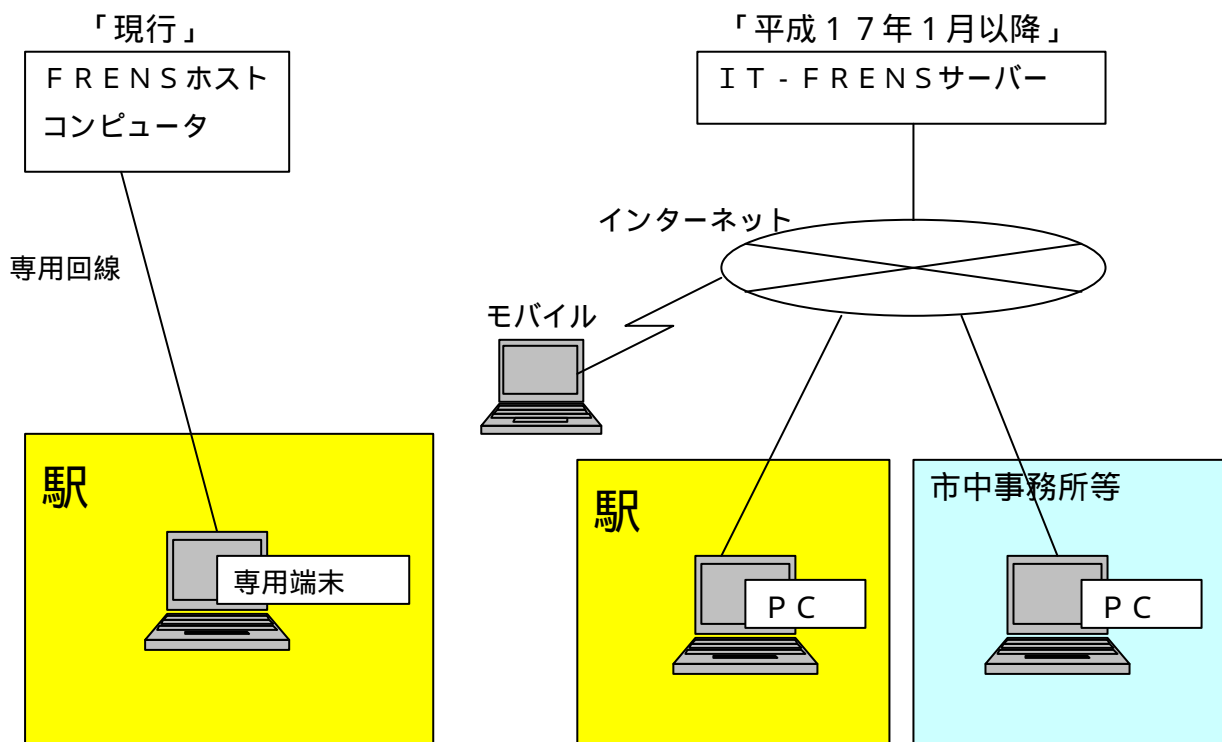 「現行」
ＦＲＥＮＳホスト
コンピュータ
専用回線
駅
専用端末
「平成１７年１月以降」
ＩＴ‐ＦＲＥＮＳサーバー
インターネット
モバイル
駅
ＰＣ
市中事務所等
ＰＣ